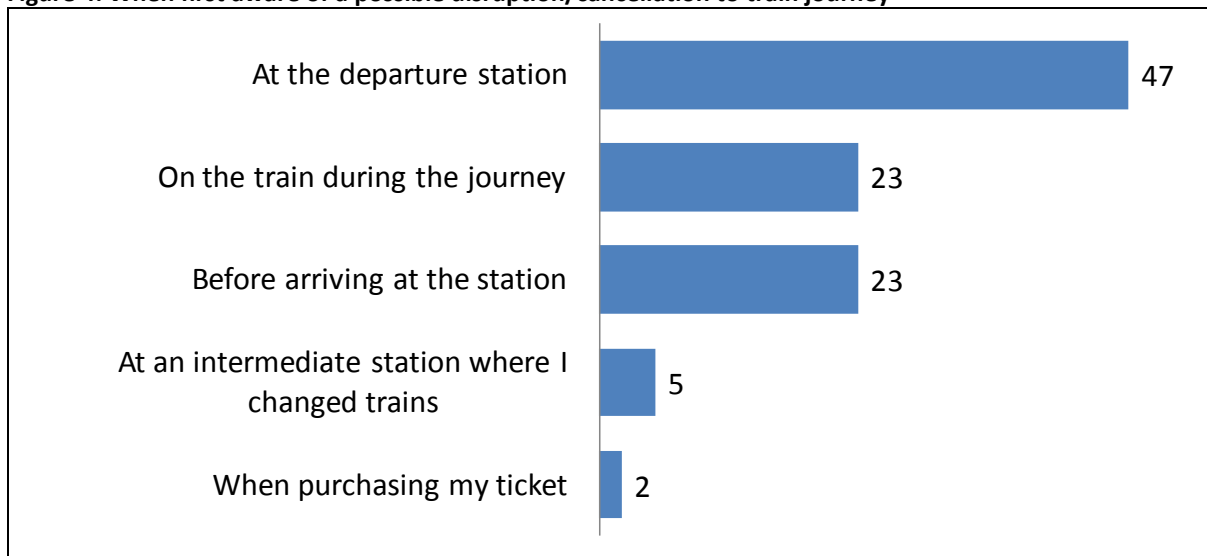 At the departure station
47
On the train during the journey
23
Before arriving at the station
23
At an intermediate station where I
changed trains
5
When purchasing my ticket
2